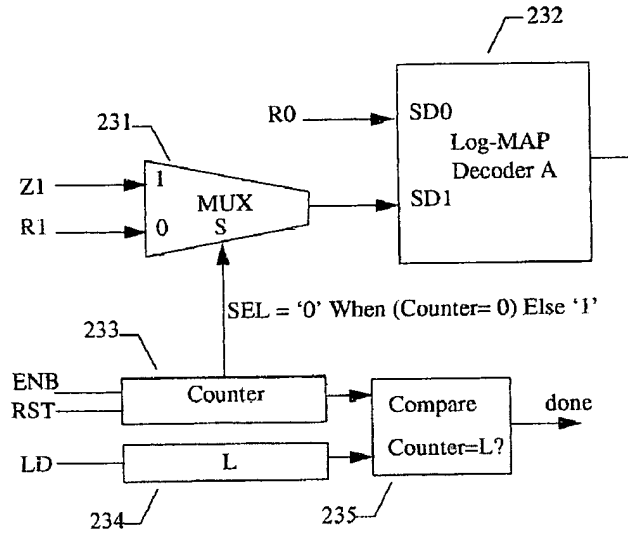 232
231
R0
SD0
Log-MAP
Decoder A
Z1
1
MUX
SD1
R1
0
S
SEL = '0' When (Counter= 0) Else '1'
233
ENB
Counter
RST
Compare
done
Counter=L?
LD
L
234
235